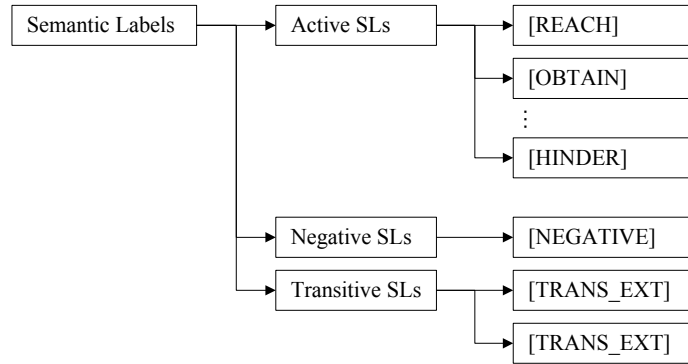 Semantic Labels
Active SLs
[REACH]
[OBTAIN]
⋮
[HINDER]
Negative SLs
[NEGATIVE]
Transitive SLs
[TRANS_EXT]
[TRANS_EXT]